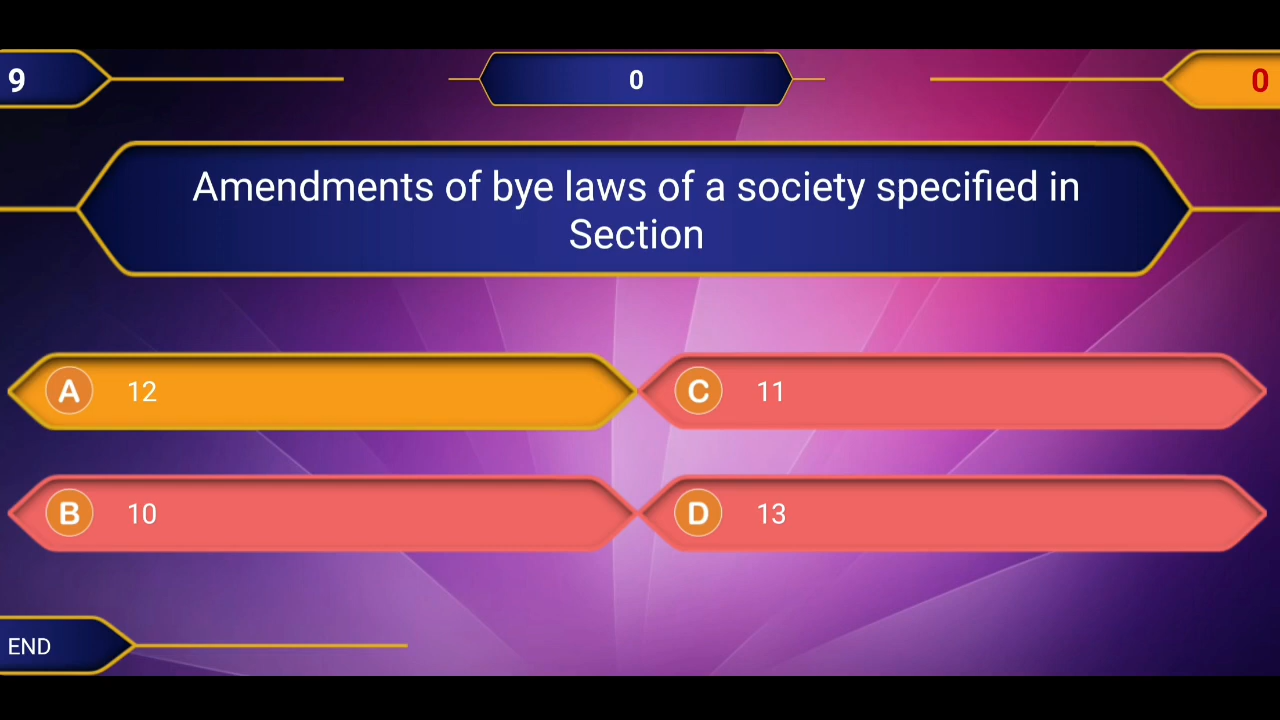 9
0
0
Amendments of bye laws of a society specified in
Section
A 12
C 11
B 10
D 13
END